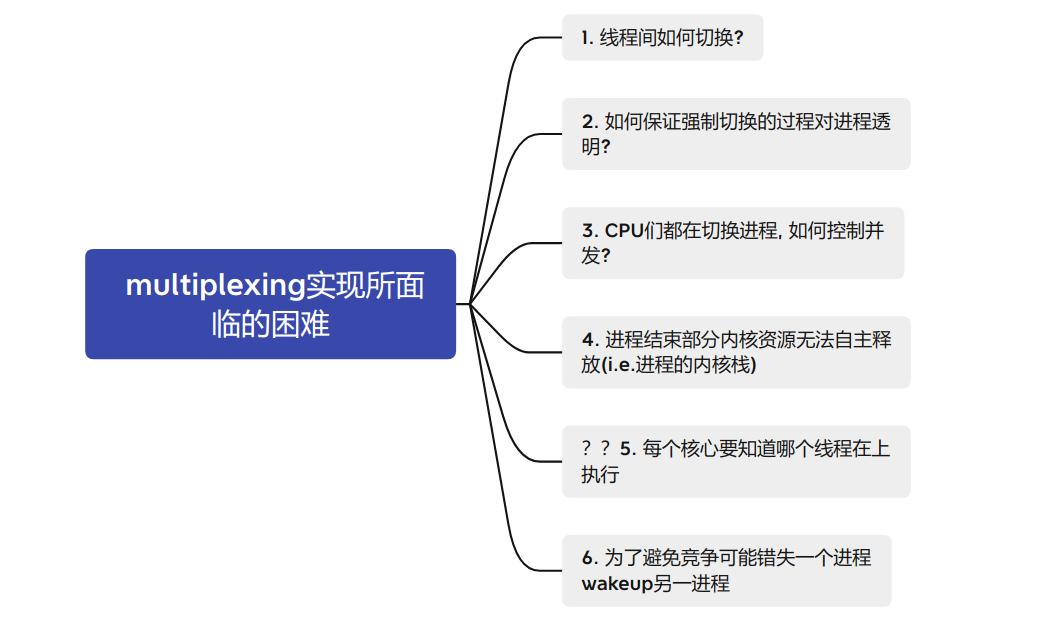 multiplexing实现所面
临的困难
1. 线程间如何切换?
2. 如何保证强制切换的过程对进程透
明?
3. CPU们都在切换进程, 如何控制并
发?
4. 进程结束部分内核资源无法自主释
放(i.e.进程的内核栈)
？？5. 每个核心要知道哪个线程在上
执行
6. 为了避免竞争可能错失一个进程
wakeup另一进程